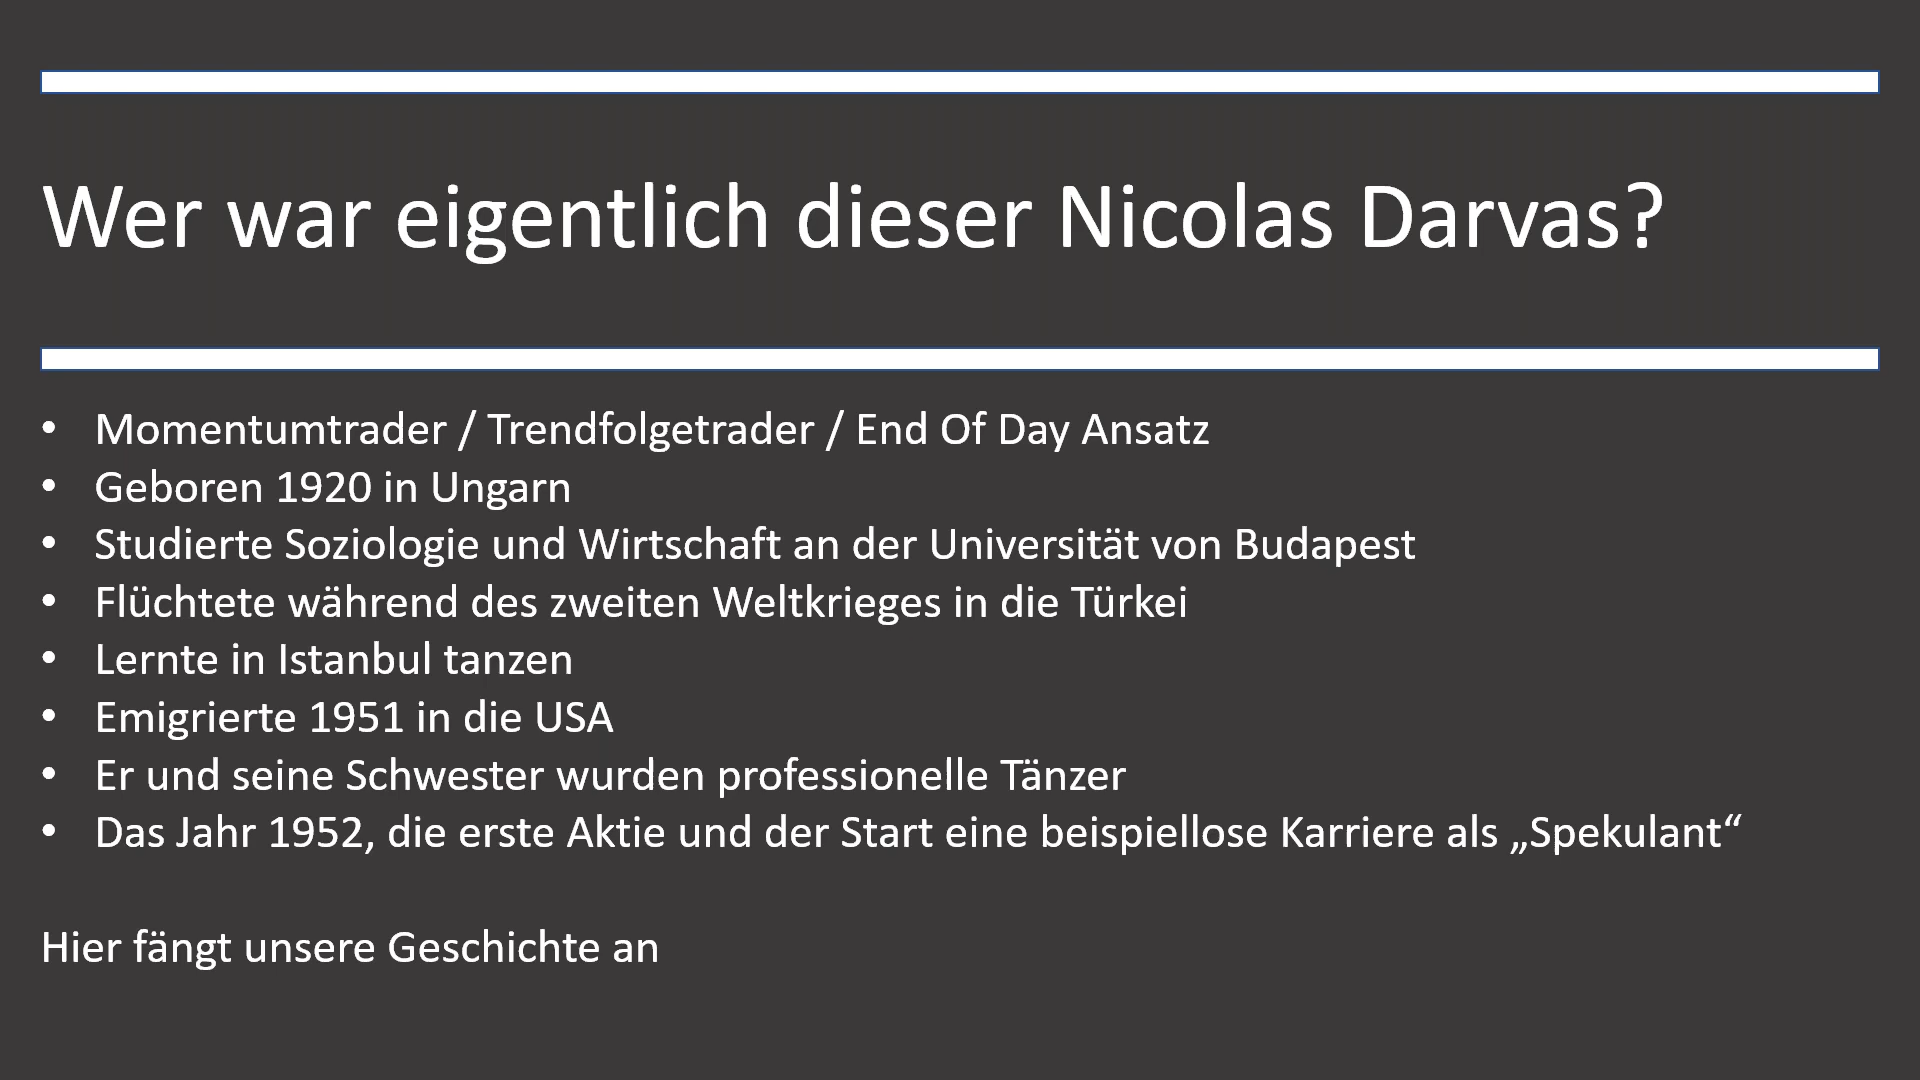 Wer war eigentlich dieser Nicolas Darvas?
• Momentumtrader / Trendfolgetrader / End Of Day Ansatz
• Geboren 1920 in Ungarn
• Studierte Soziologie und Wirtschaft an der Universität von Budapest
• Flüchtete während des zweiten Weltkrieges in die Türkei
• Lernte in Istanbul tanzen
• Emigrierte 1951 in die USA
• Er und seine Schwester wurden professionelle Tänzer
• Das Jahr 1952, die erste Aktie und der Start eine beispiellose Karriere als „Spekulant“
Hier fängt unsere Geschichte an